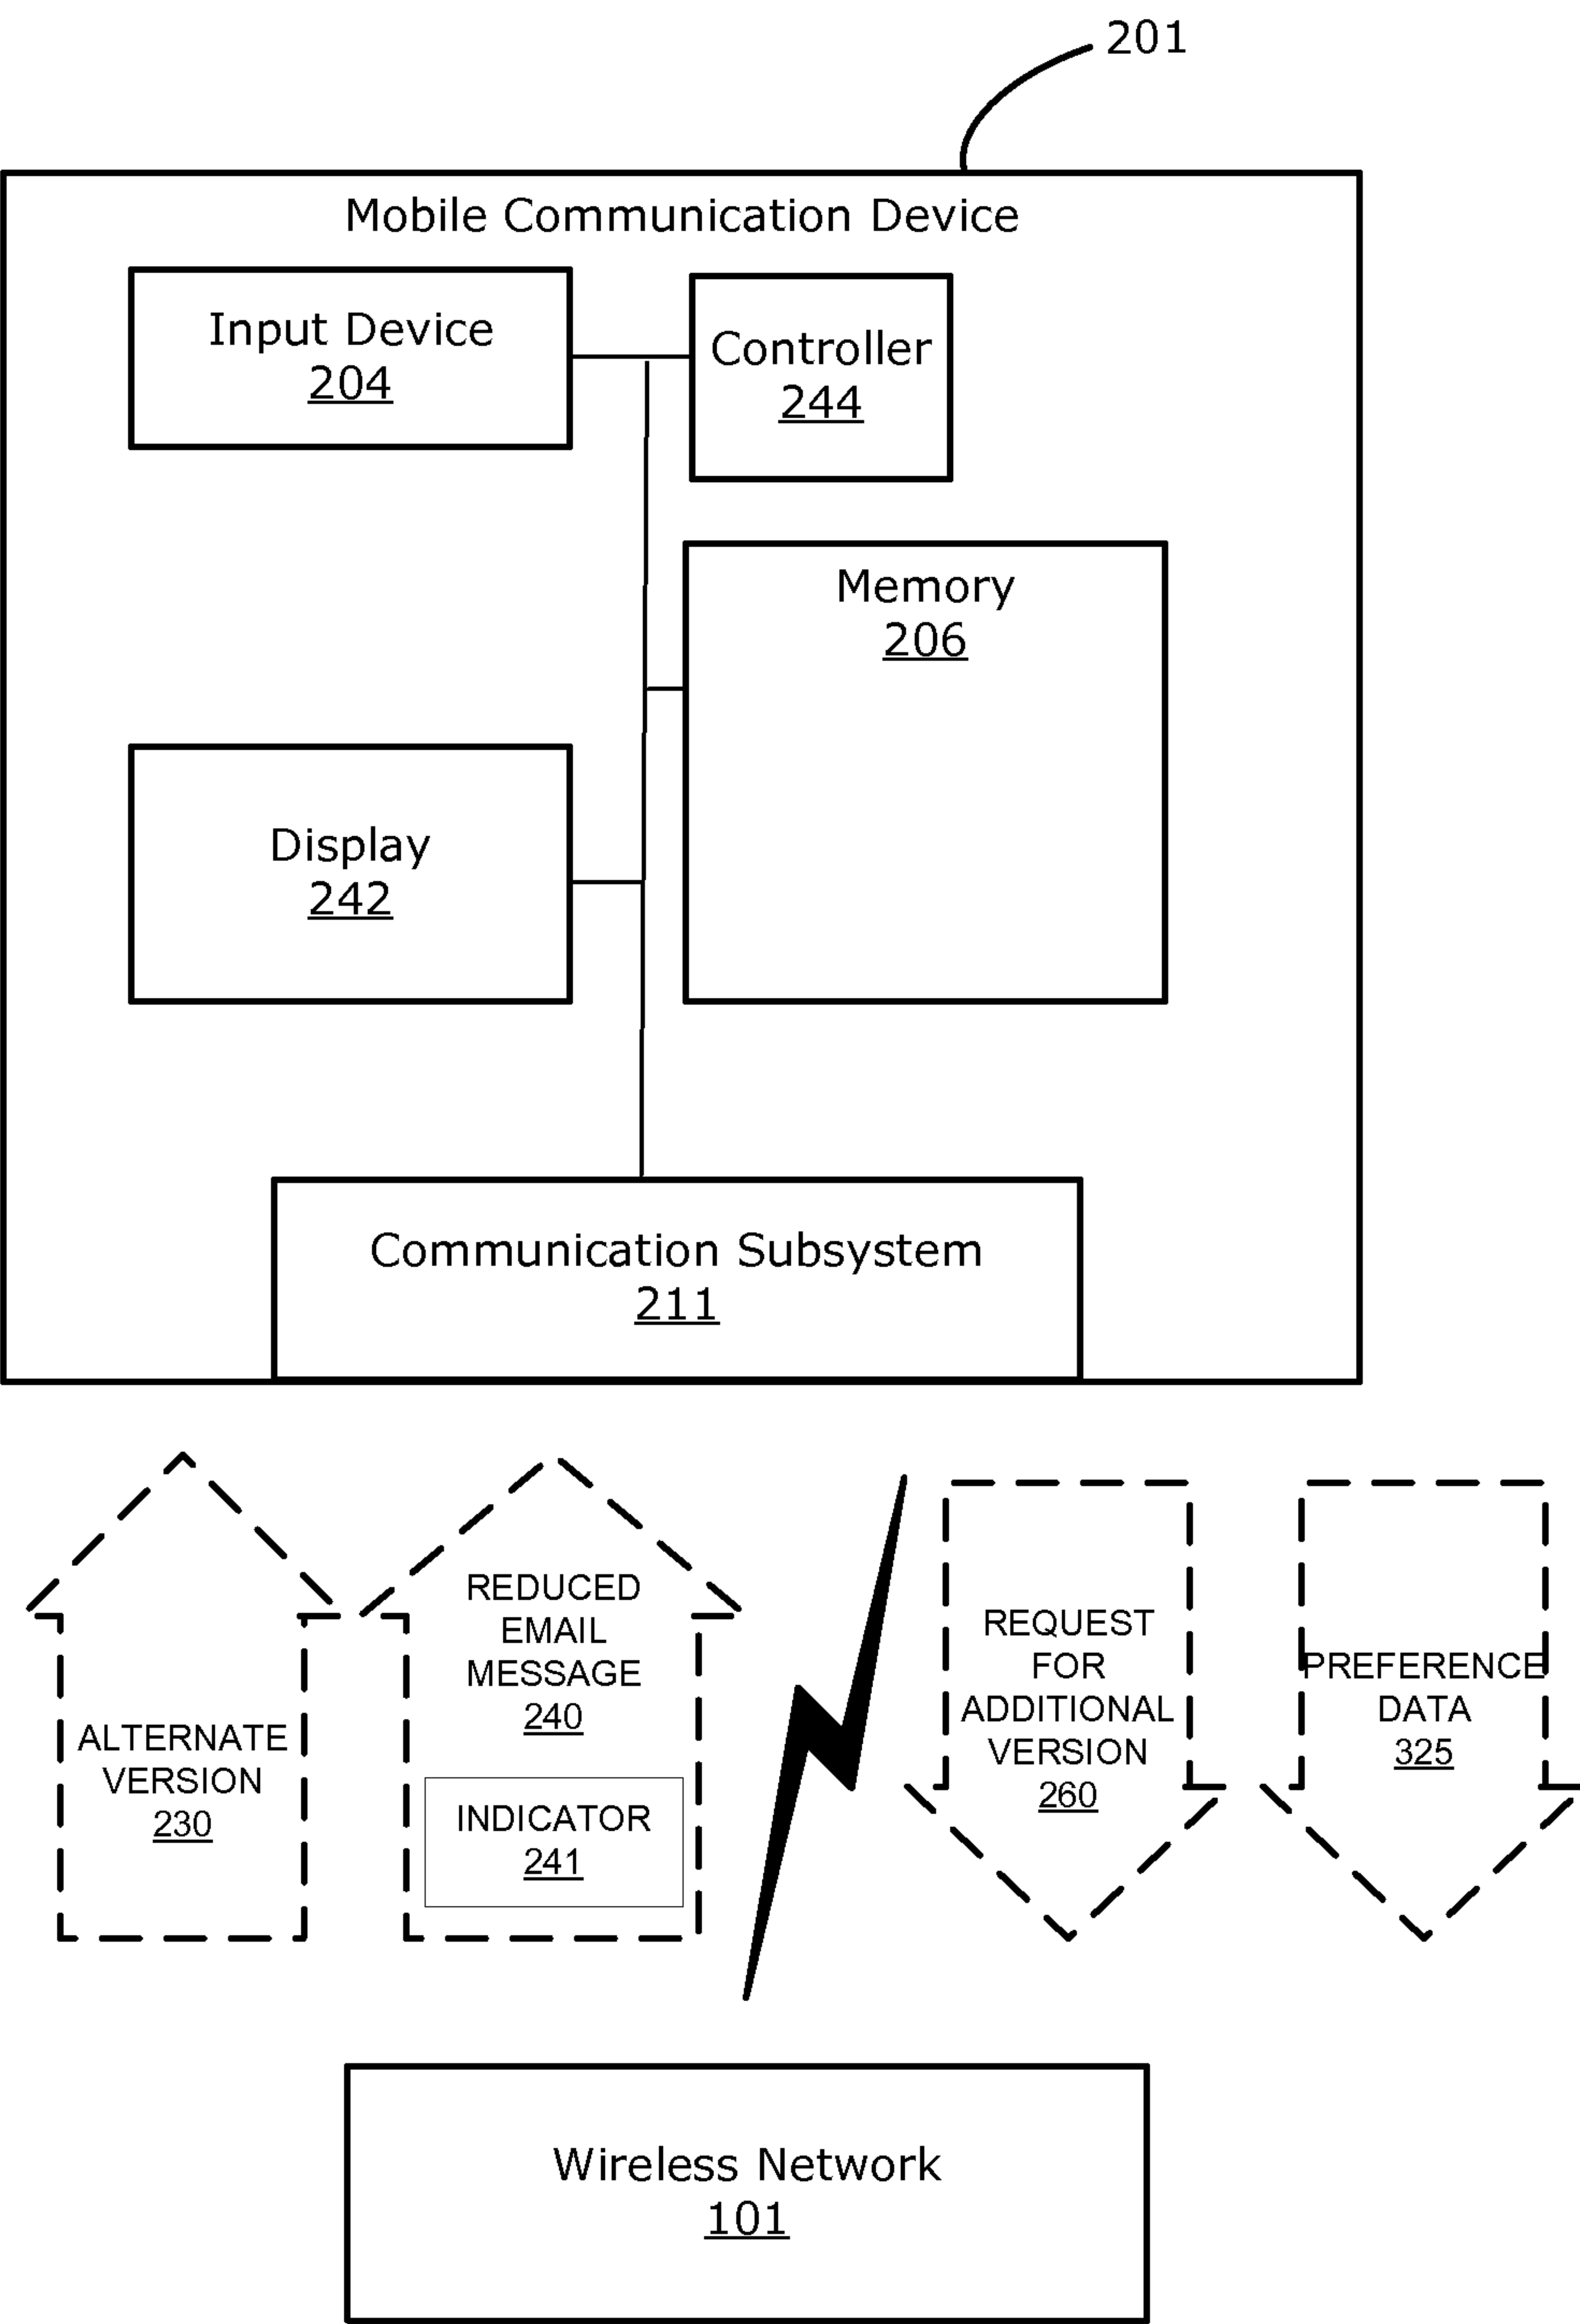 201
Mobile Communication Device
Input Device
204
Controller
244
Memory
206
Display
242
Communication Subsystem
211
ALTERNATE
VERSION
230
REDUCED
EMAIL
MESSAGE
240
INDICATOR
241
REQUEST
FOR
ADDITIONAL
VERSION
260
PREFERENCE
DATA
325
Wireless Network
101